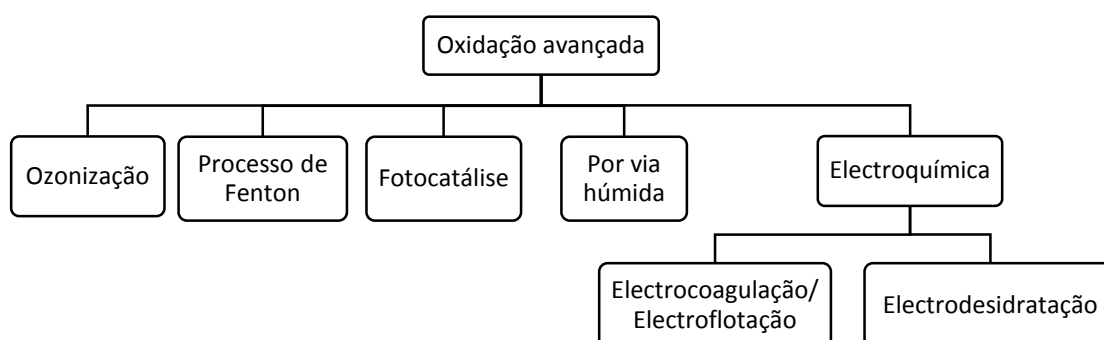 Oxidação avançada
Ozonização
Processo de
Fenton
Fotocatálise
Por via
húmida
Electroquímica
Electrocoagulação/
Electroflotação
Electrodesidratação